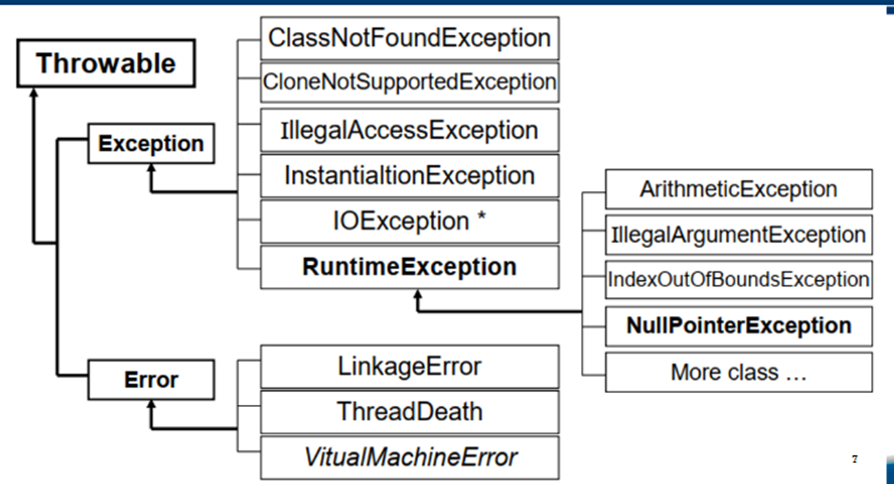 Throwable
Exception
ClassNotFoundException
CloneNotSupportedException
IllegalAccessException
InstantialtionException
IOException *
RuntimeException
ArithmeticException
IllegalArgumentException
IndexOutOfBoundsException
NullPointerException
More class ...
Error
LinkageError
ThreadDeath
VitualMachineError
7